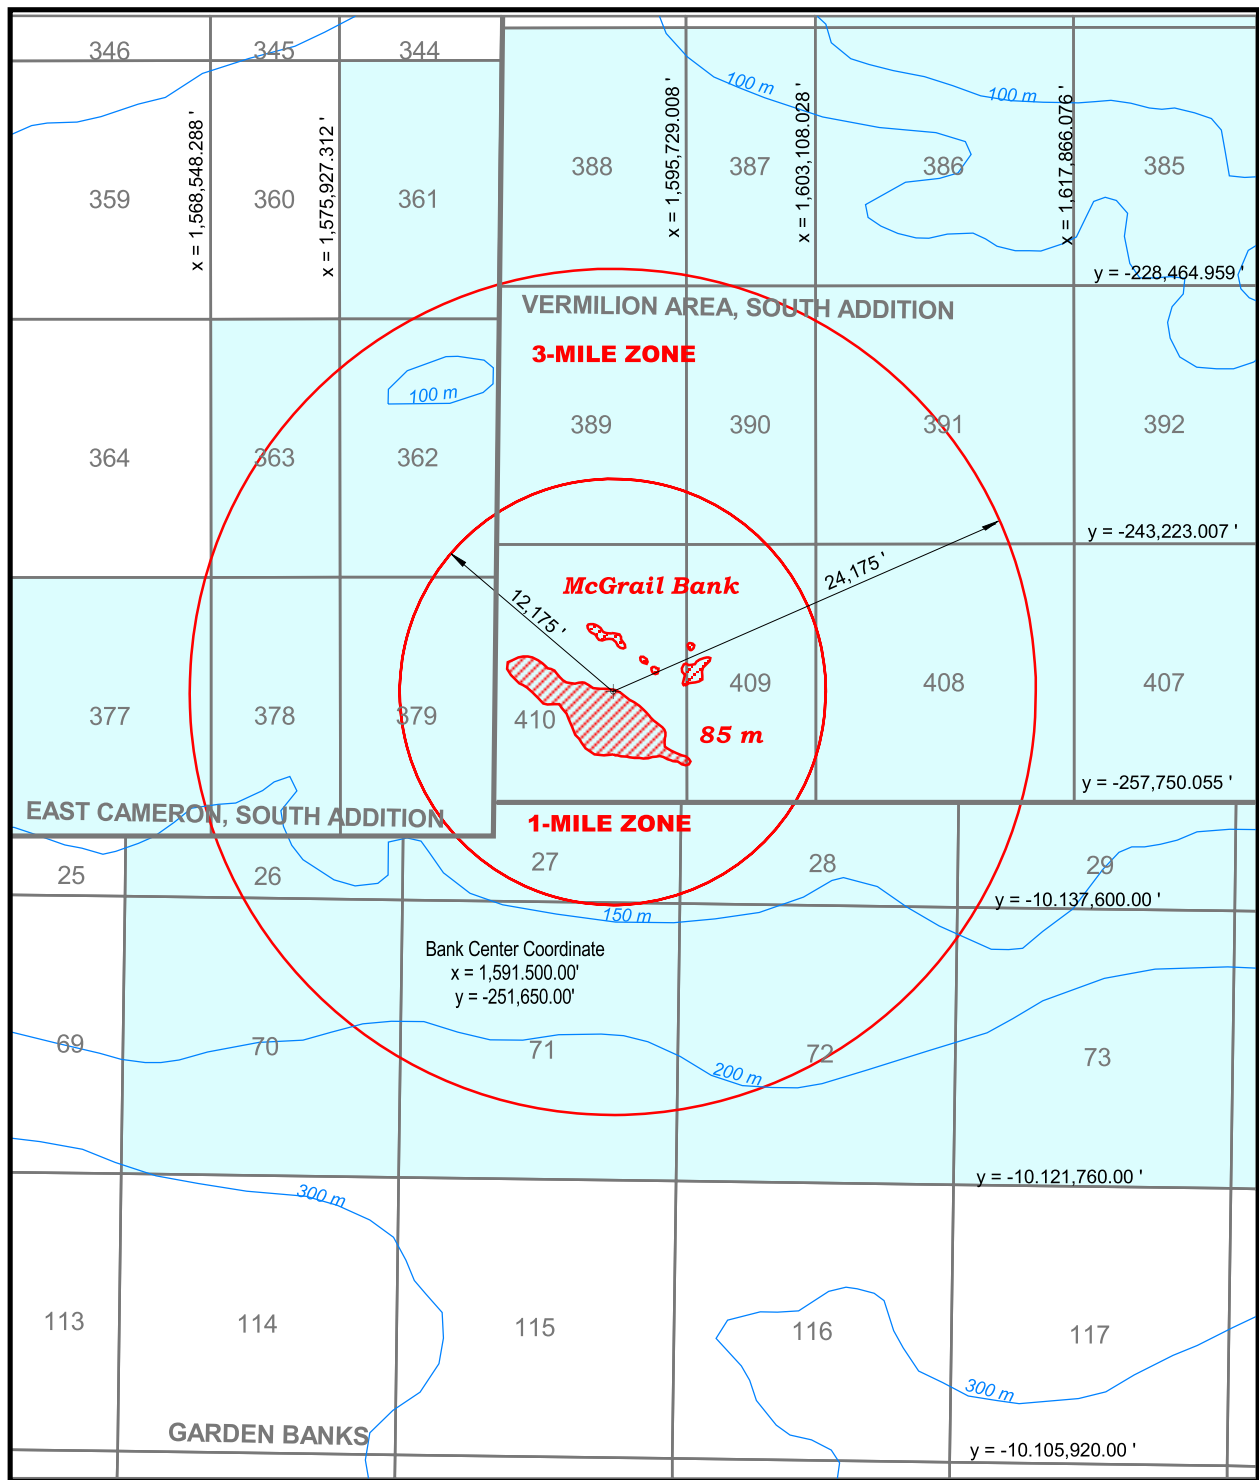 346
345
344
x = 1,568,548.288 '
x = 1,575,927.312 '
x = 1,595,729.008 '
x = 1,603,108.028 '
x = 1,617,866.076 '
100 m
100 m
359
360
361
388
387
386
385
y = -228,464.959 '
VERMILION AREA, SOUTH ADDITION
3-MILE ZONE
100 m
364
363
362
389
390
391
392
y = -243,223.007 '
McGrail Bank
12,175 '
24,175 '
377
378
379
410
409
408
407
85 m
y = -257,750.055 '
EAST CAMERON, SOUTH ADDITION
1-MILE ZONE
25
26
27
28
29
y = -10.137,600.00 '
150 m
Bank Center Coordinate
x = 1,591.500.00'
y = -251,650.00'
69
70
71
72
73
200 m
y = -10.121,760.00 '
300 m
113
114
115
116
117
300 m
GARDEN BANKS
y = -10.105,920.00 '